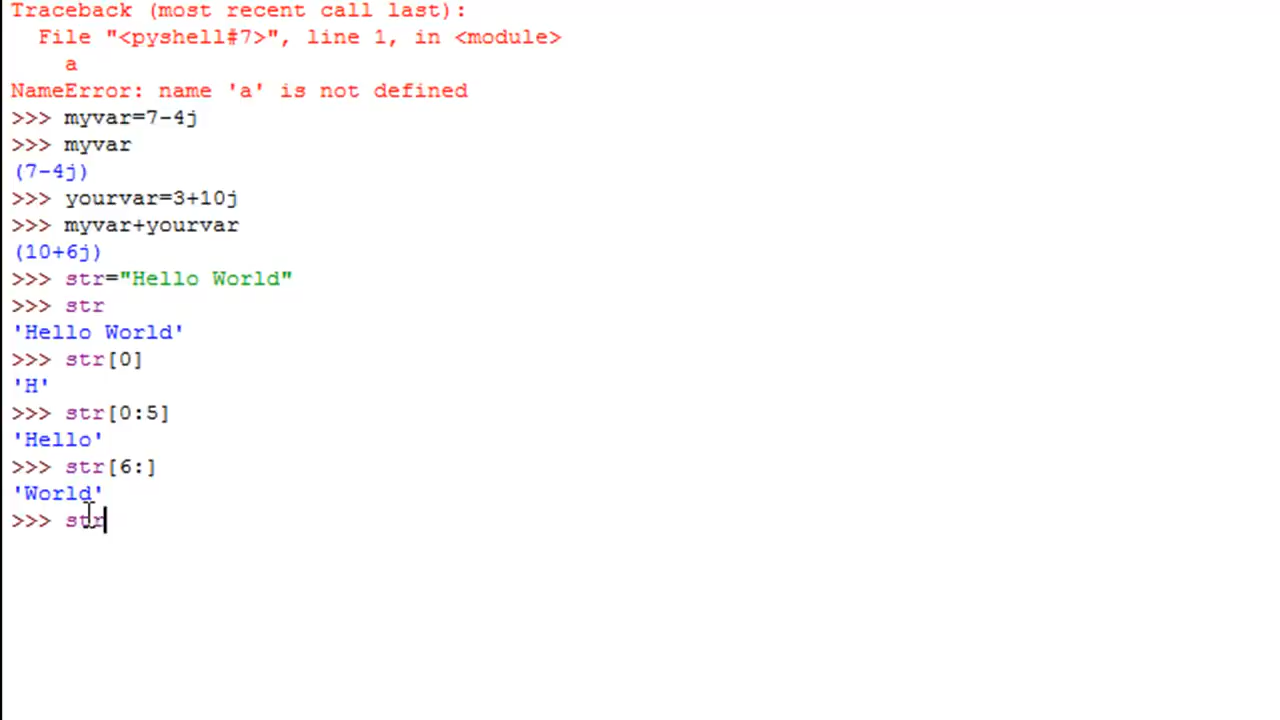 Traceback (most recent call last):
  File "<pyshell#7>", line 1, in <module>
    a
NameError: name 'a' is not defined
>>> myvar=7-4j
>>> myvar
(7-4j)
>>> yourvar=3+10j
>>> myvar+yourvar
(10+6j)
>>> str="Hello World"
>>> str
'Hello World'
>>> str[0]
'H'
>>> str[0:5]
'Hello'
>>> str[6:]
'World'
>>> str